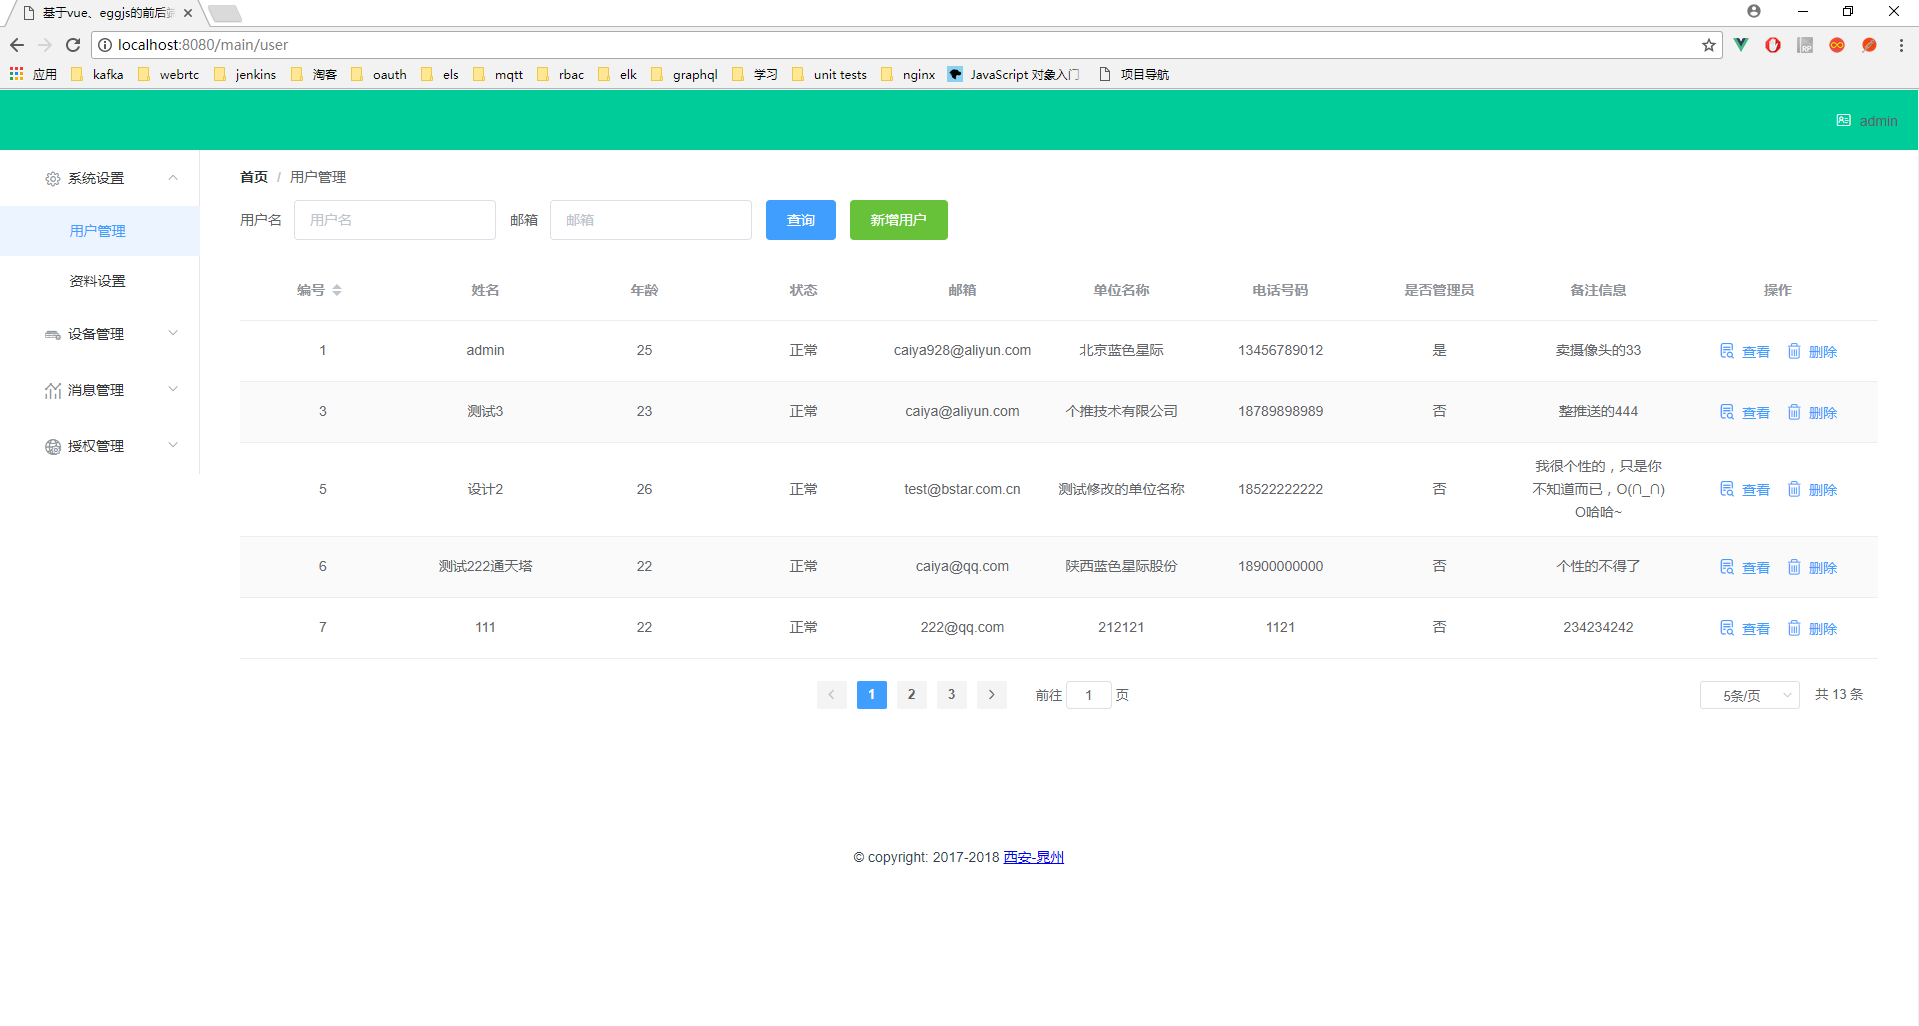 基于vue、eggjs的前后端
localhost:8080/main/user
应用 kafka webrtc jenkins 淘客 oauth els mqtt rbac elk graphql 学习 unit tests nginx JavaScript 对象入门 项目导航
admin
系统设置
用户管理
资料设置
设备管理
消息管理
授权管理
首页 / 用户管理
用户名 用户名 邮箱 邮箱 查询 新增用户
编号 姓名 年龄 状态 邮箱 单位名称 电话号码 是否管理员 备注信息 操作
1 admin 25 正常 caiya928@aliyun.com 北京蓝色星际 13456789012 是 卖摄像头的33 查看 删除
3 测试3 23 正常 caiya@aliyun.com 个推技术有限公司 18789898989 否 整推送的444 查看 删除
5 设计2 26 正常 test@bstar.com.cn 测试修改的单位名称 18522222222 否 我很个性的，只是你
不知道而已，O(∩_∩)
O哈哈~ 查看 删除
6 测试222通天塔 22 正常 caiya@qq.com 陕西蓝色星际股份 18900000000 否 个性的不得了 查看 删除
7 111 22 正常 222@qq.com 212121 1121 否 234234242 查看 删除
1 2 3 前往 1 页 5条/页 共 13 条
© copyright: 2017-2018 西安-晁州